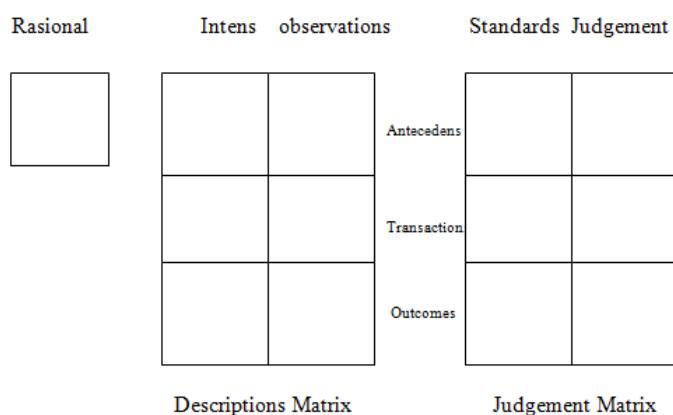 Rasional Intens observations Standards Judgement
Antecedens
Transaction
Outcomes
Descriptions Matrix Judgement Matrix